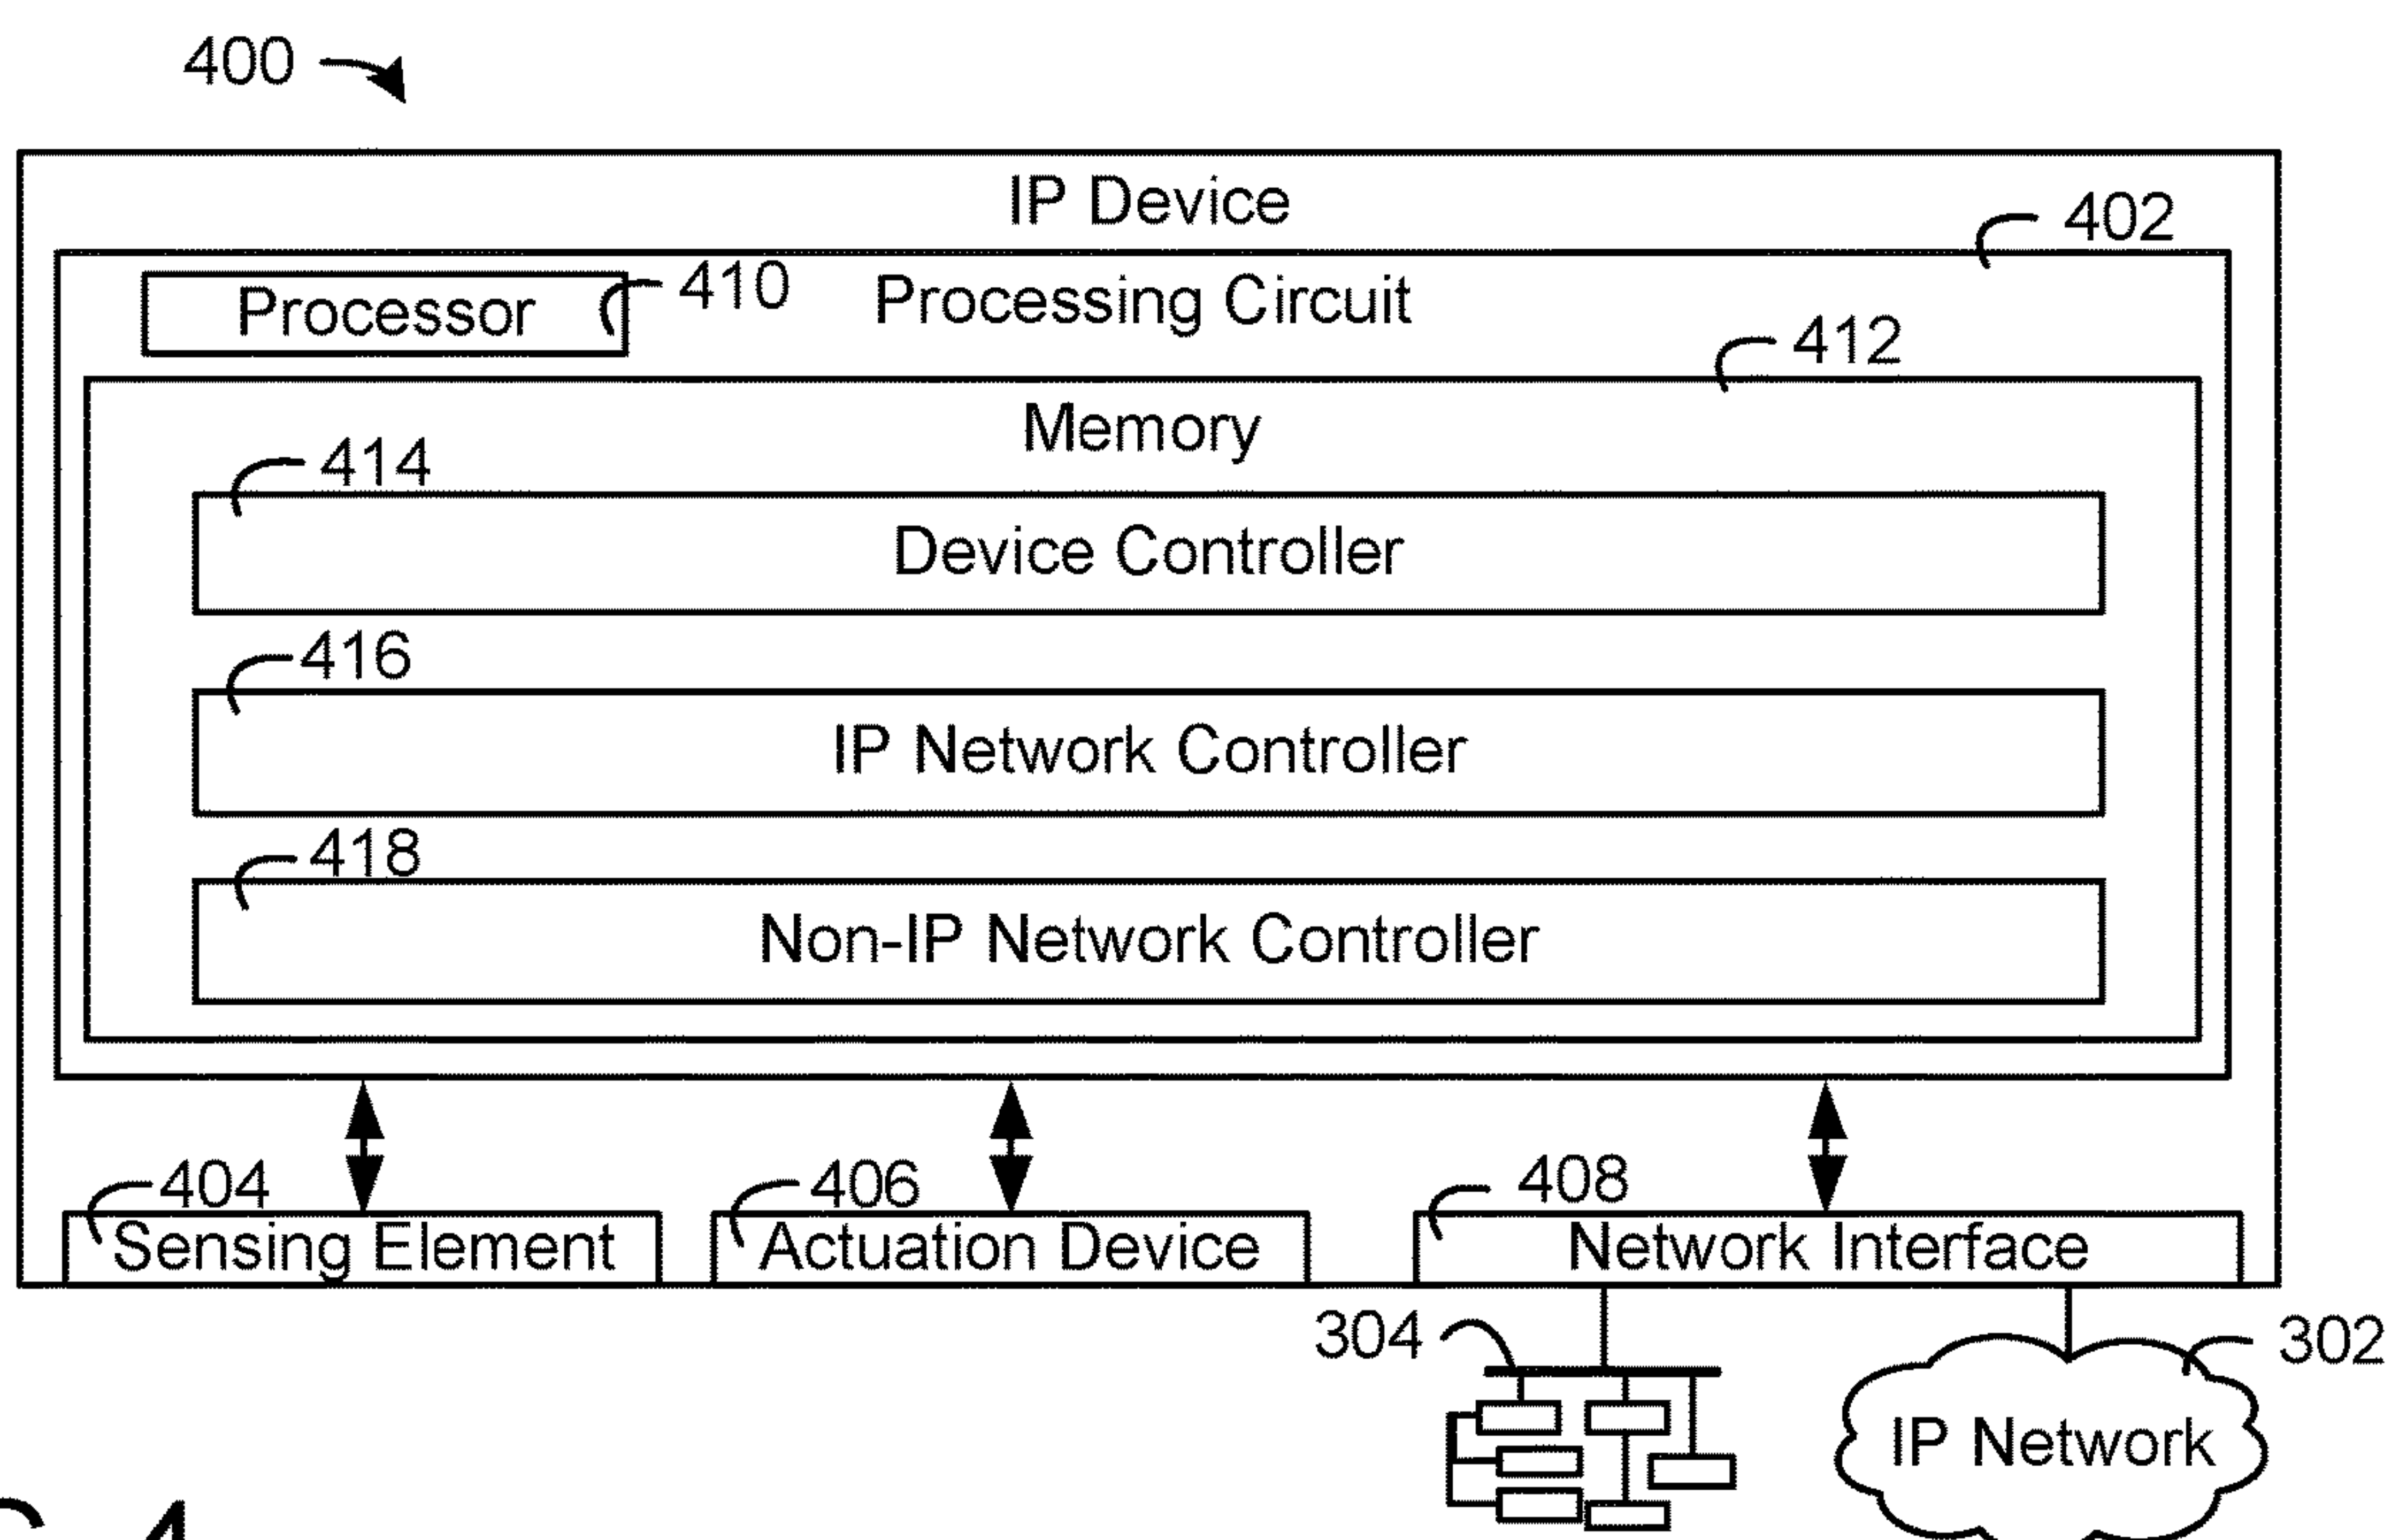 400
IP Device
402
Processor
410
Processing Circuit
412
Memory
414
Device Controller
416
IP Network Controller
418
Non-IP Network Controller
404
406
408
Sensing Element
Actuation Device
Network Interface
304
302
IP Network